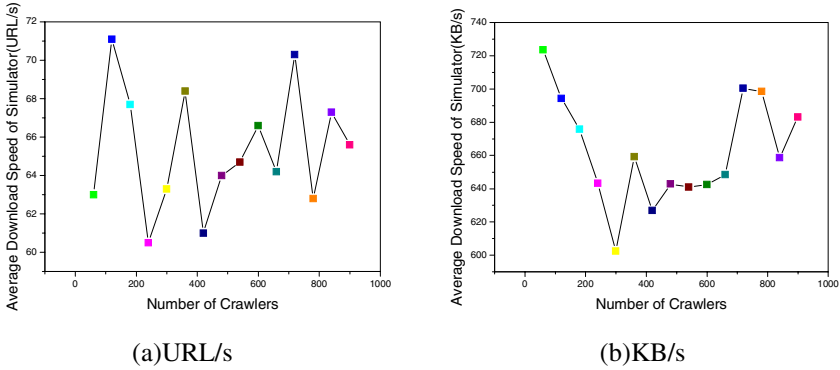 72
70
68
66
64
62
60
Average Download Speed of Simulator(URL/s)
0 200 400 600 800 1000
Number of Crawlers
(a)URL/s
740
720
700
680
660
640
620
600
Average Download Speed of Simulator(KB/s)
0 200 400 600 800 1000
Number of Crawlers
(b)KB/s